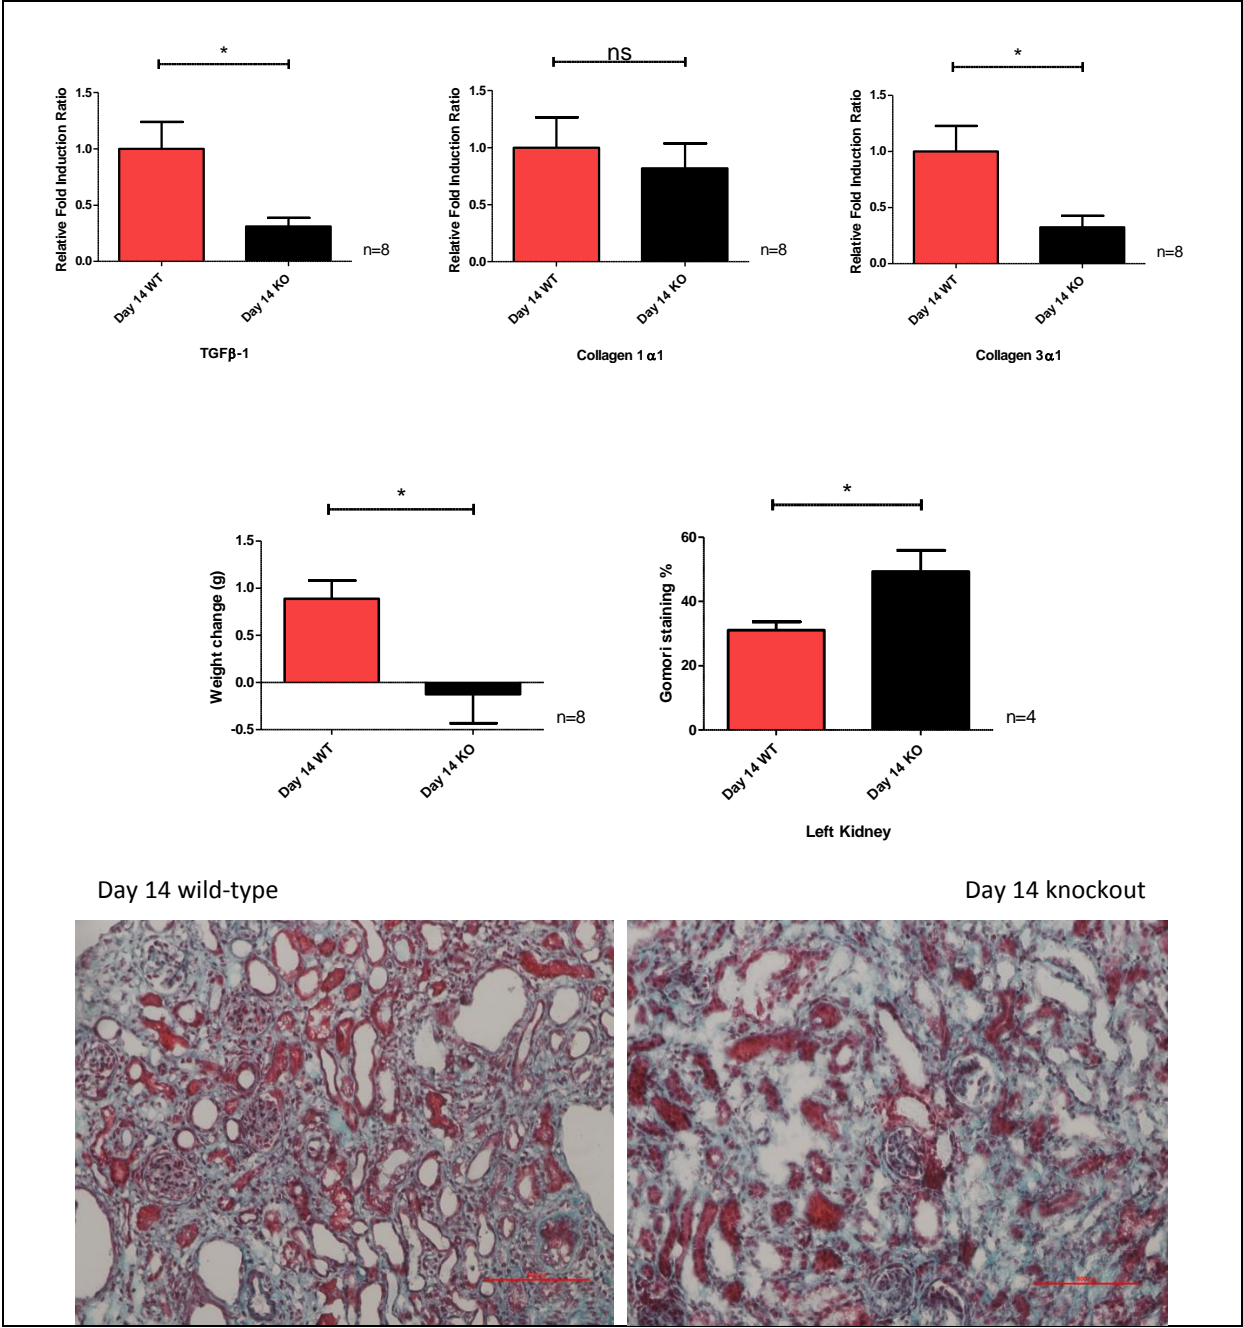 *
ns
*
Relative Fold Induction Ratio
1.5
1.0
0.5
0.0
Day 14 WT
Day 14 KO
n=8
TGFβ-1
Relative Fold Induction Ratio
1.5
1.0
0.5
0.0
Day 14 WT
Day 14 KO
n=8
Collagen 1α1
Relative Fold Induction Ratio
1.5
1.0
0.5
0.0
Day 14 WT
Day 14 KO
n=8
Collagen 3α1
*
Weight change (g)
1.5
1.0
0.5
0.0
-0.5
Day 14 WT
Day 14 KO
n=8
*
Gomori staining %
60
40
20
0
Day 14 WT
Day 14 KO
n=4
Left Kidney
Day 14 wild-type
Day 14 knockout